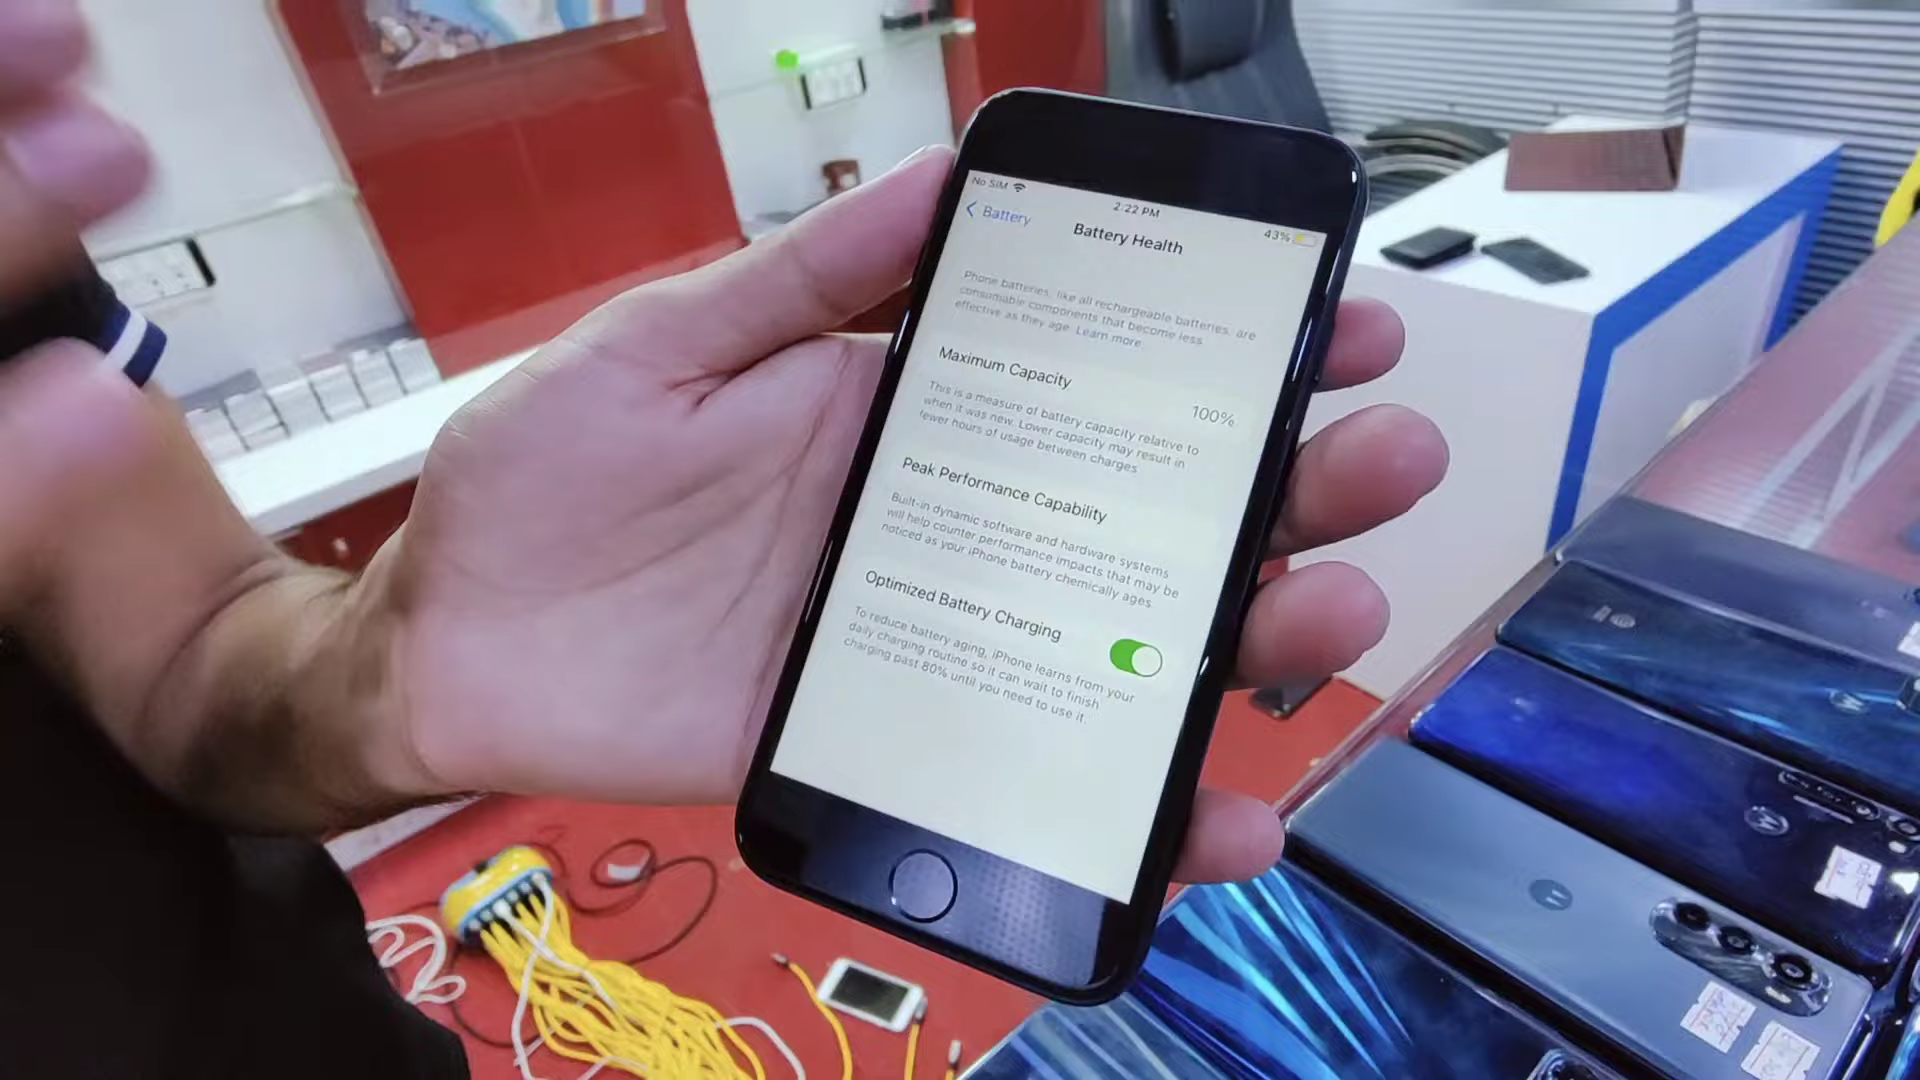 No SIM
2:22 PM
43%
Battery
Battery Health
Phone batteries, like all rechargeable batteries, are
consumable components that become less
effective as they age. Learn more.
Maximum Capacity
100%
This is a measure of battery capacity relative to
when it was new. Lower capacity may result in
fewer hours of usage between charges.
Peak Performance Capability
Built-in dynamic software and hardware systems
will help counter performance impacts that may be
noticed as your iPhone battery chemically ages.
Optimized Battery Charging
To reduce battery aging, iPhone learns from your
daily charging routine so it can wait to finish
charging past 80% until you need to use it.